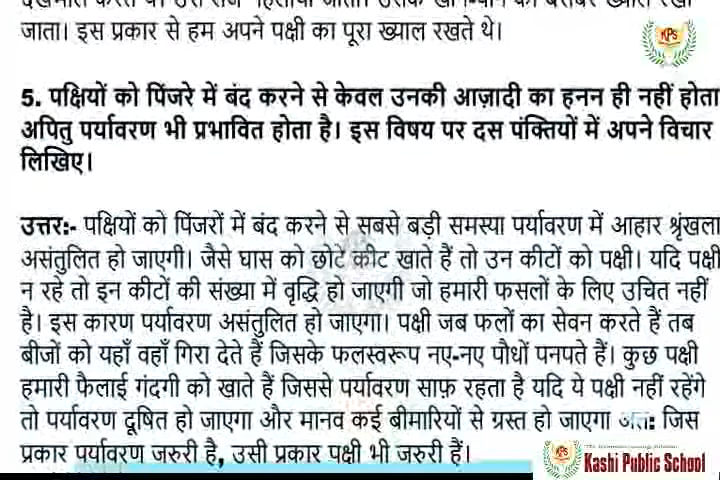 जाता। इस प्रकार से हम अपने पक्षी का पूरा ख्याल रखते थे।
KPS
5. पक्षियों को पिंजरे में बंद करने से केवल उनकी आज़ादी का हनन ही नहीं होता
अपितु पर्यावरण भी प्रभावित होता है। इस विषय पर दस पंक्तियों में अपने विचार
लिखिए।
उत्तर:- पक्षियों को पिंजरों में बंद करने से सबसे बड़ी समस्या पर्यावरण में आहार श्रृंखला
असंतुलित हो जाएगी। जैसे घास को छोटे कीट खाते हैं तो उन कीटों को पक्षी। यदि पक्षी
न रहे तो इन कीटों की संख्या में वृद्धि हो जाएगी जो हमारी फसलों के लिए उचित नहीं
है। इस कारण पर्यावरण असंतुलित हो जाएगा। पक्षी जब फलों का सेवन करते हैं तब
बीजों को यहाँ वहाँ गिरा देते हैं जिसके फलस्वरूप नए-नए पौधों पनपते हैं। कुछ पक्षी
हमारी फैलाई गंदगी को खाते हैं जिससे पर्यावरण साफ़ रहता है यदि ये पक्षी नहीं रहेंगे
तो पर्यावरण दूषित हो जाएगा और मानव कई बीमारियों से ग्रस्त हो जाएगा अत: जिस
प्रकार पर्यावरण जरुरी है, उसी प्रकार पक्षी भी जरुरी हैं।
KPS
Kashi Public School